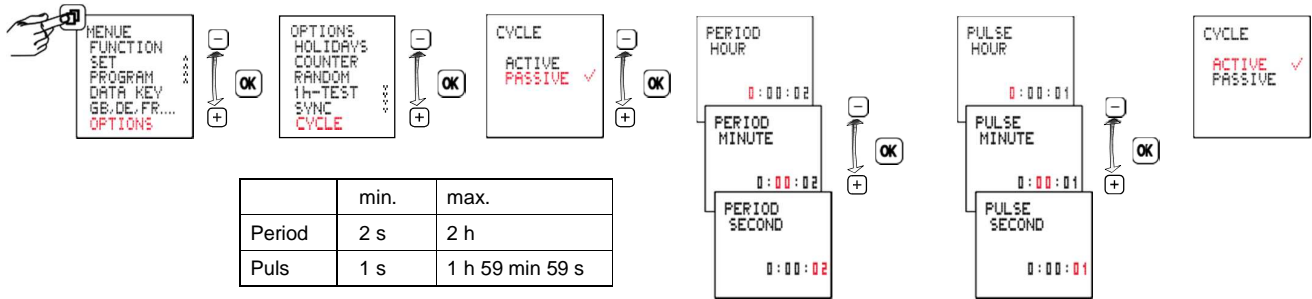 MENUE
FUNCTION
SET
PROGRAM
DATA KEY
GB,DE,FR....
OPTIONS
−
OK
+
OPTIONS
HOLIDAYS
COUNTER
RANDOM
1h-TEST
SYNC
CYCLE
−
OK
+
CYCLE
ACTIVE
PASSIVE ✓
−
OK
+
PERIOD
HOUR
0:00:02
PERIOD
MINUTE
0:00:02
PERIOD
SECOND
0:00:02
−
OK
+
PULSE
HOUR
0:00:01
PULSE
MINUTE
0:00:01
PULSE
SECOND
0:00:01
−
OK
+
CYCLE
ACTIVE ✓
PASSIVE
min. max.
Period 2 s 2 h
Puls 1 s 1 h 59 min 59 s